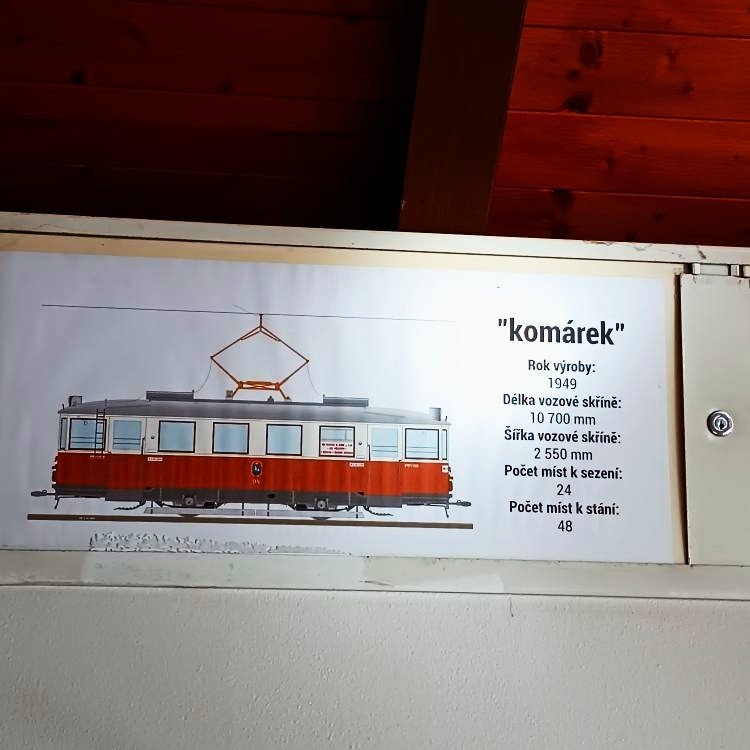 "komárek"
Rok výroby:
1949
Délka vozové skříně:
10 700 mm
Šířka vozové skříně:
2 550 mm
Počet míst k sezení:
24
Počet míst k stání:
48